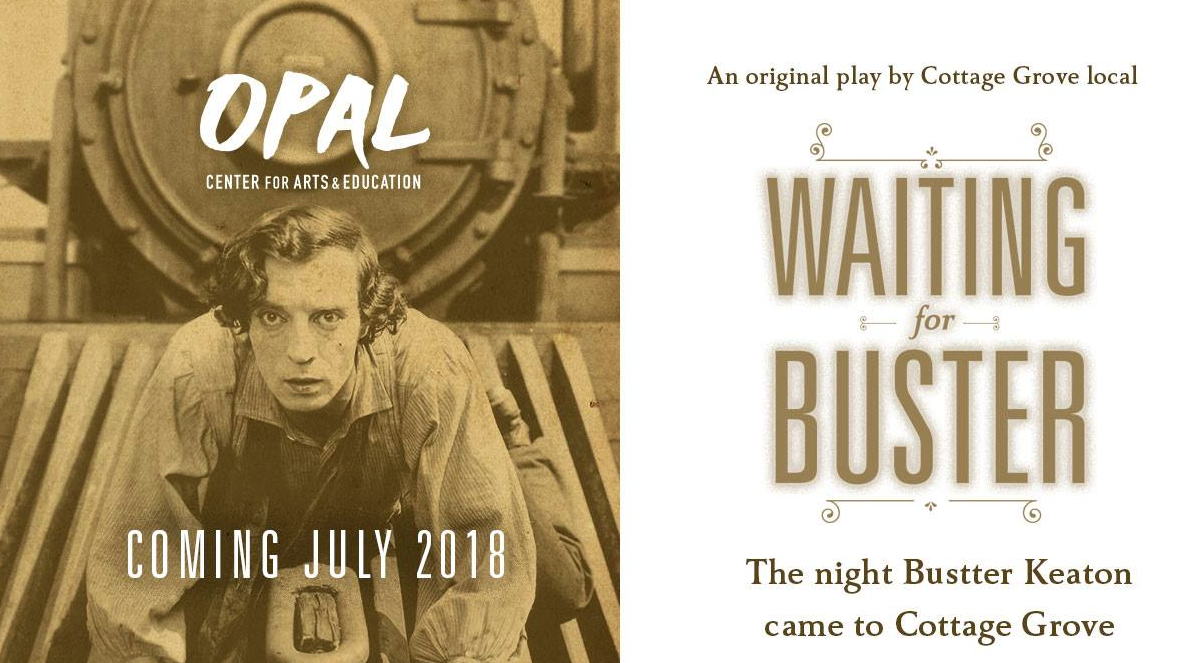 OPAL
CENTER FOR ARTS & EDUCATION
COMING JULY 2018
An original play by Cottage Grove local
WAITING
for
BUSTER
The night Bustter Keaton
came to Cottage Grove